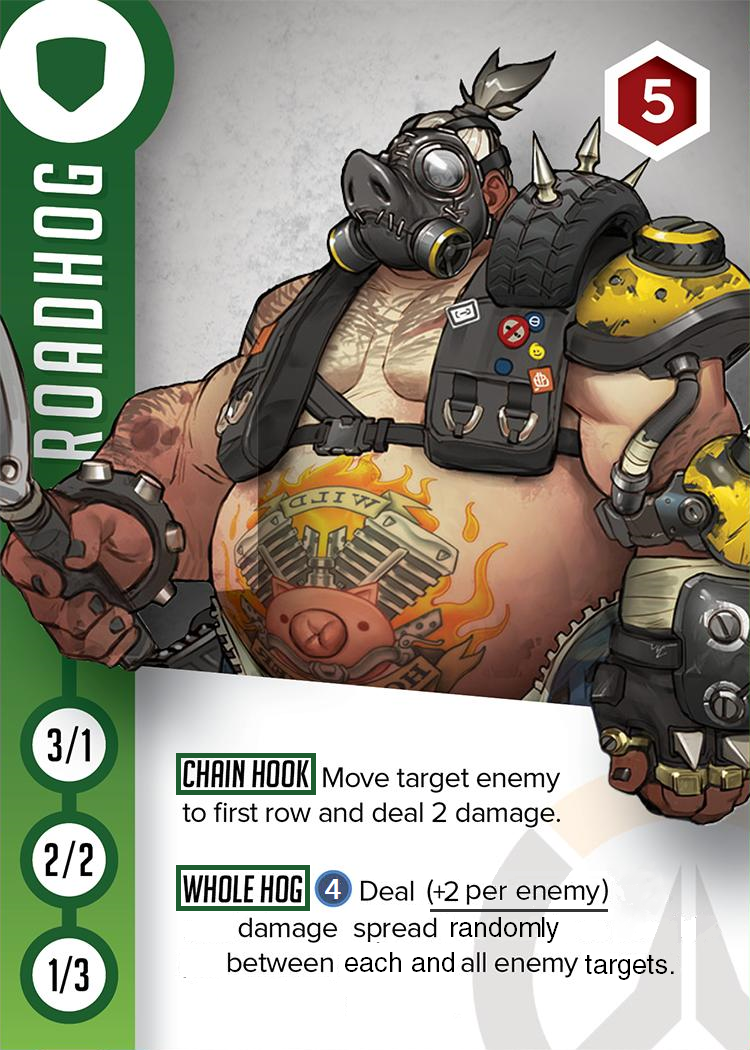 5
ROADHOG
WILD
3/1
2/2
1/3
CHAIN HOOK Move target enemy
to first row and deal 2 damage.
WHOLE HOG 4 Deal (+2 per enemy)
damage spread randomly
between each and all enemy targets.